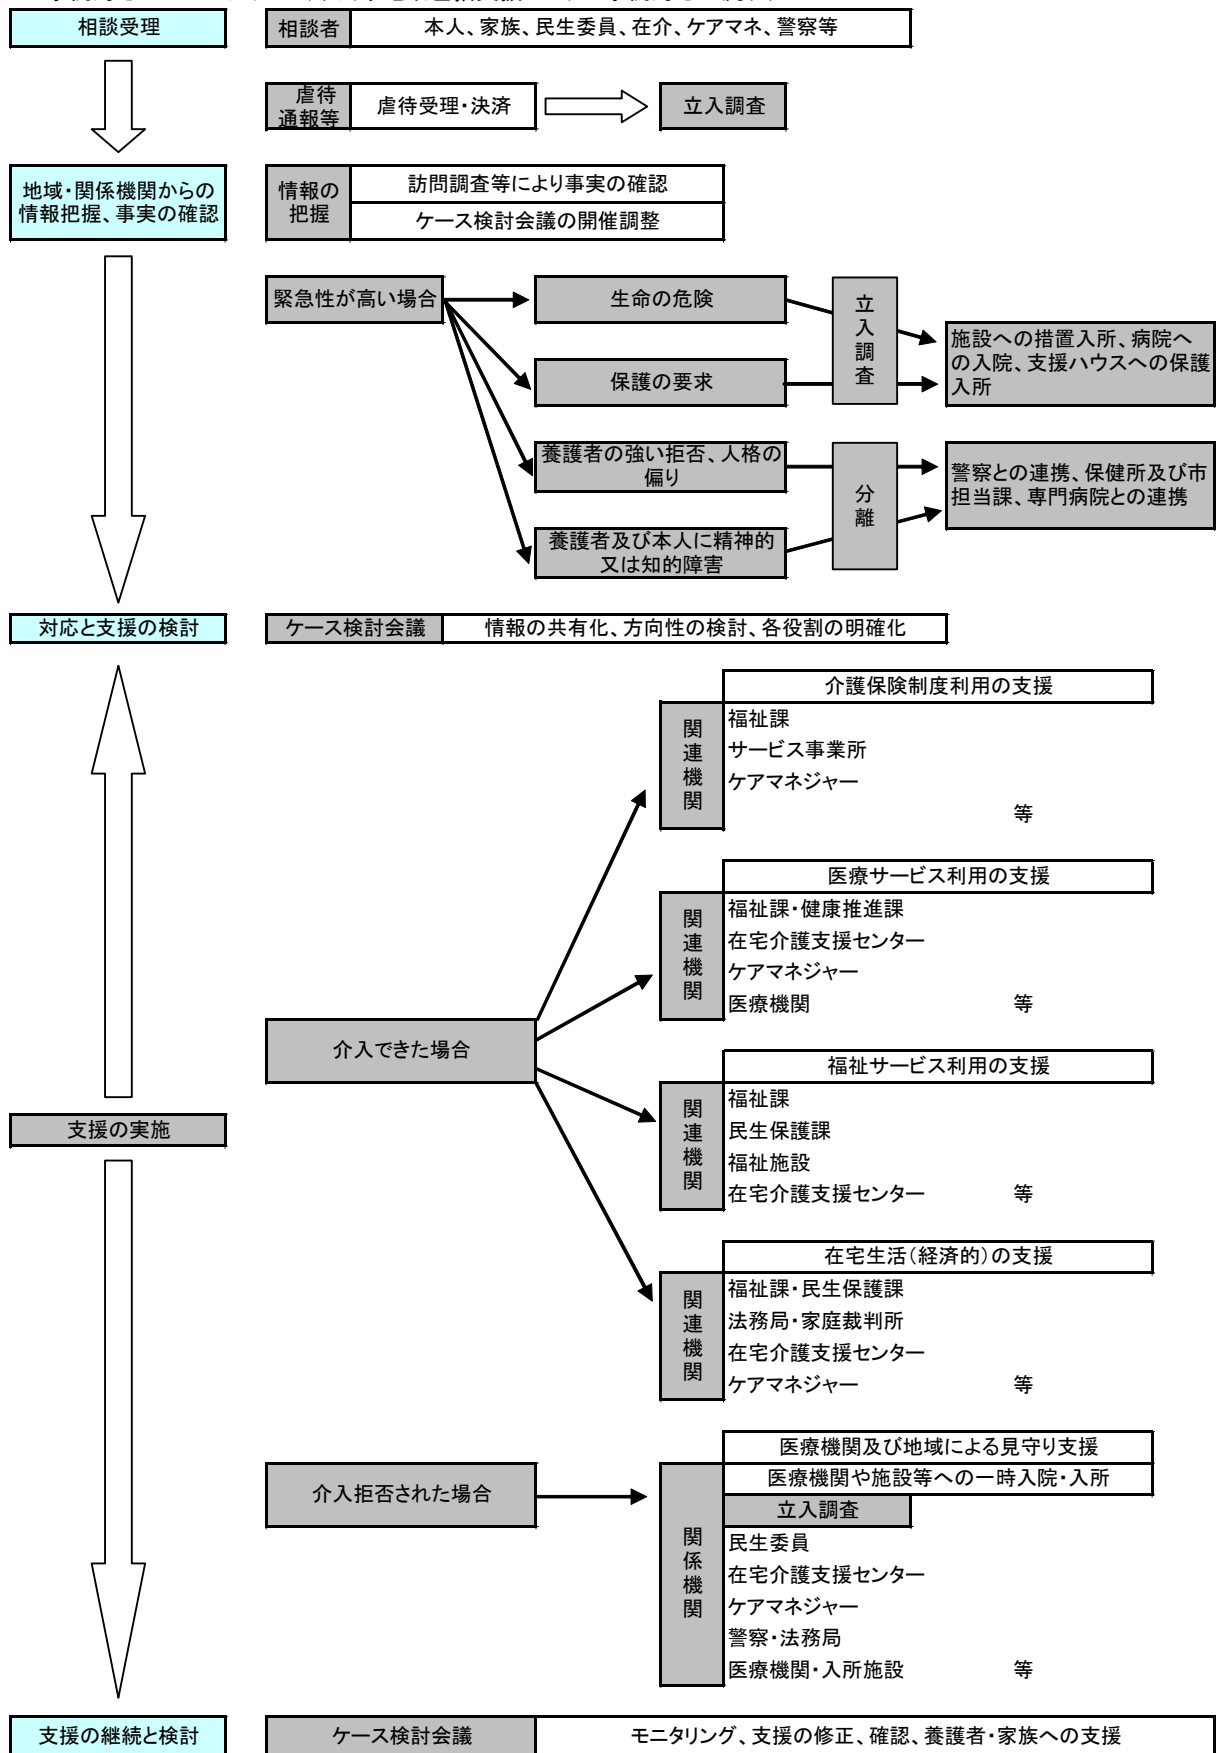 相談受理
相談者
本人、家族、民生委員、在介、ケアマネ、警察等
虐待
通報等
虐待受理・決済
立入調査
地域・関係機関からの
情報把握、事実の確認
情報の
把握
訪問調査等により事実の確認
ケース検討会議の開催調整
緊急性が高い場合
生命の危険
保護の要求
立入調査
施設への措置入所、病院へ
の入院、支援ハウスへの保護
入所
養護者の強い拒否、人格の
偏り
養護者及び本人に精神的
又は知的障害
分離
警察との連携、保健所及び市
担当課、専門病院との連携
対応と支援の検討
ケース検討会議
情報の共有化、方向性の検討、各役割の明確化
介護保険制度利用の支援
関連機関
福祉課
サービス事業所
ケアマネジャー
等
医療サービス利用の支援
関連機関
福祉課・健康推進課
在宅介護支援センター
ケアマネジャー
医療機関 等
介入できた場合
福祉サービス利用の支援
関連機関
福祉課
民生保護課
福祉施設
在宅介護支援センター 等
支援の実施
在宅生活（経済的）の支援
関連機関
福祉課・民生保護課
法務局・家庭裁判所
在宅介護支援センター
ケアマネジャー 等
介入拒否された場合
医療機関及び地域による見守り支援
医療機関や施設等への一時入院・入所
立入調査
関係機関
民生委員
在宅介護支援センター
ケアマネジャー
警察・法務局
医療機関・入所施設 等
支援の継続と検討
ケース検討会議
モニタリング、支援の修正、確認、養護者・家族への支援